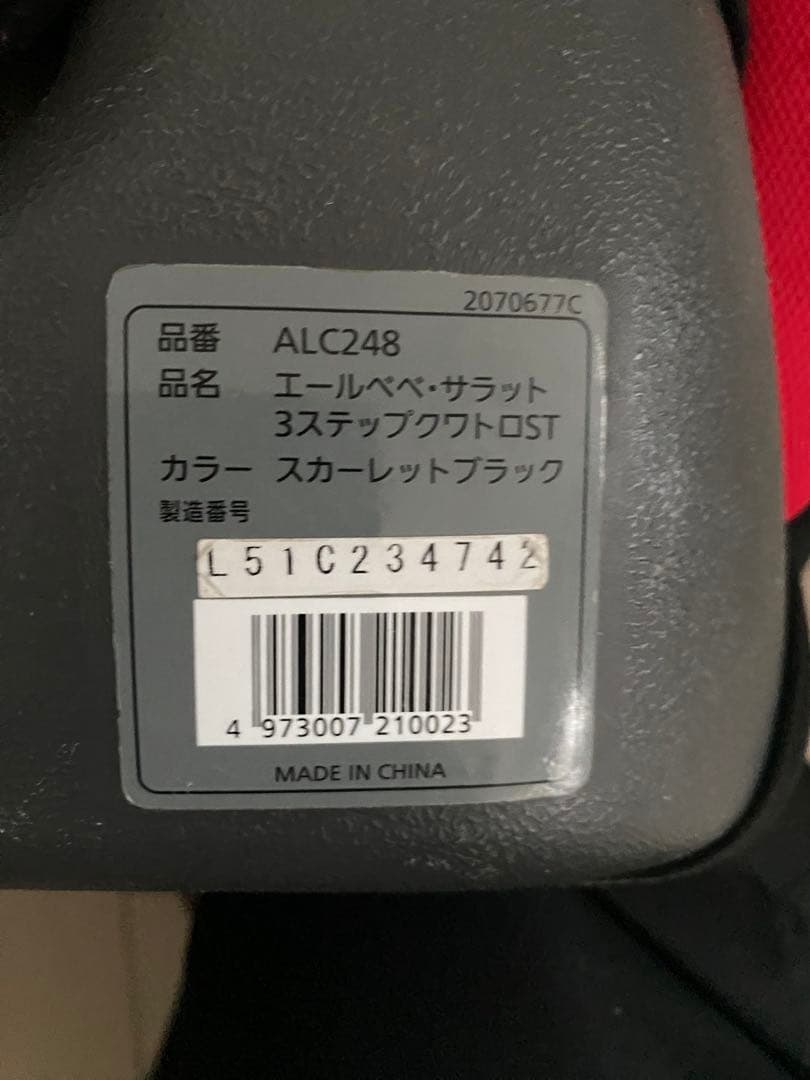 2070677C
品番 ALC248
品名 エールベベ・サラット
3ステップクワトロST
カラー スカーレットブラック
製造番号
L51C234742
4 973007 210023
MADE IN CHINA